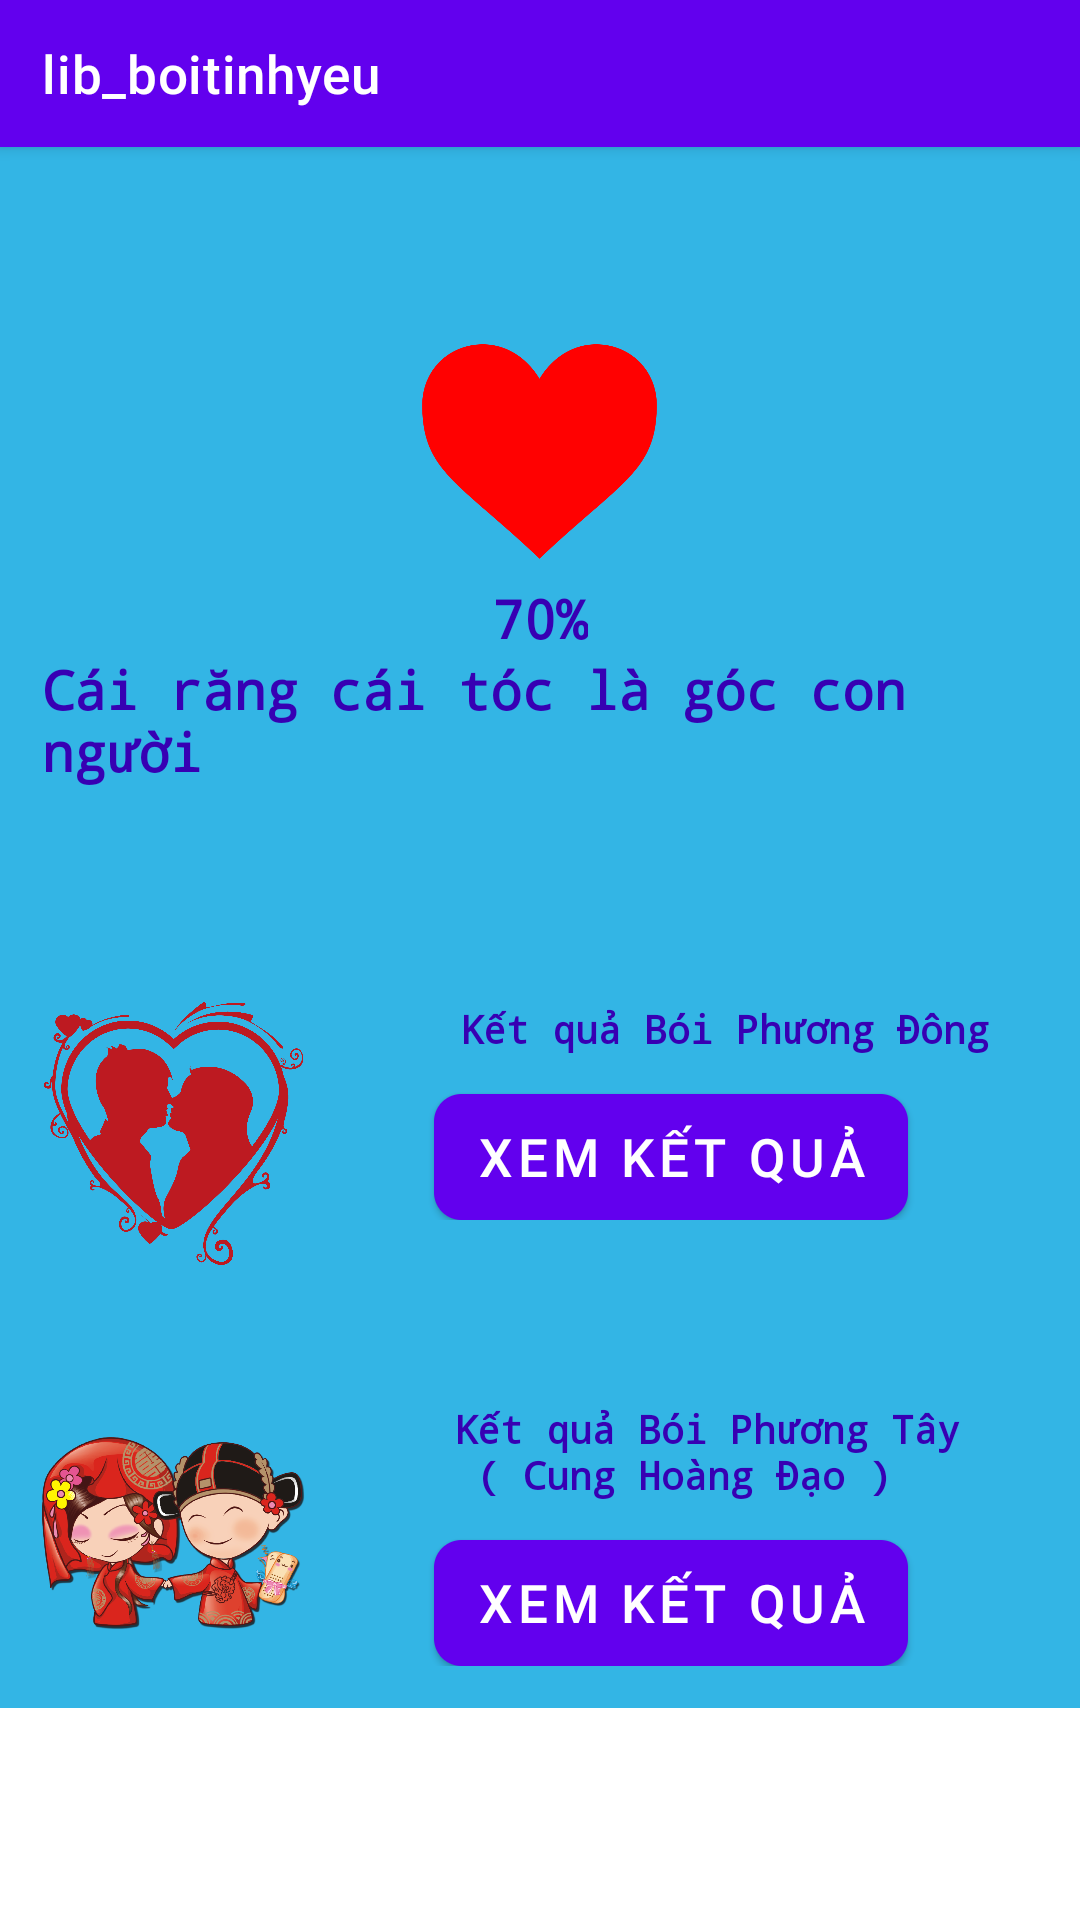 lib_boitinhyeu
70%
Cái răng cái tóc là góc con
người
Kết quả Bói Phương Đông
XEM KẾT QUẢ
Kết quả Bói Phương Tây
( Cung Hoàng Đạo )
XEM KẾT QUẢ